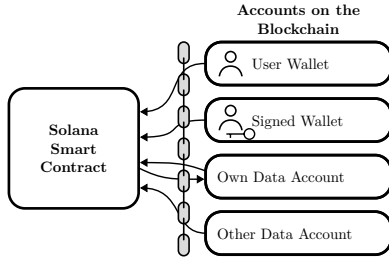 Accounts on the
Blockchain
User Wallet
Solana
Smart
Contract
Signed Wallet
Own Data Account
Other Data Account